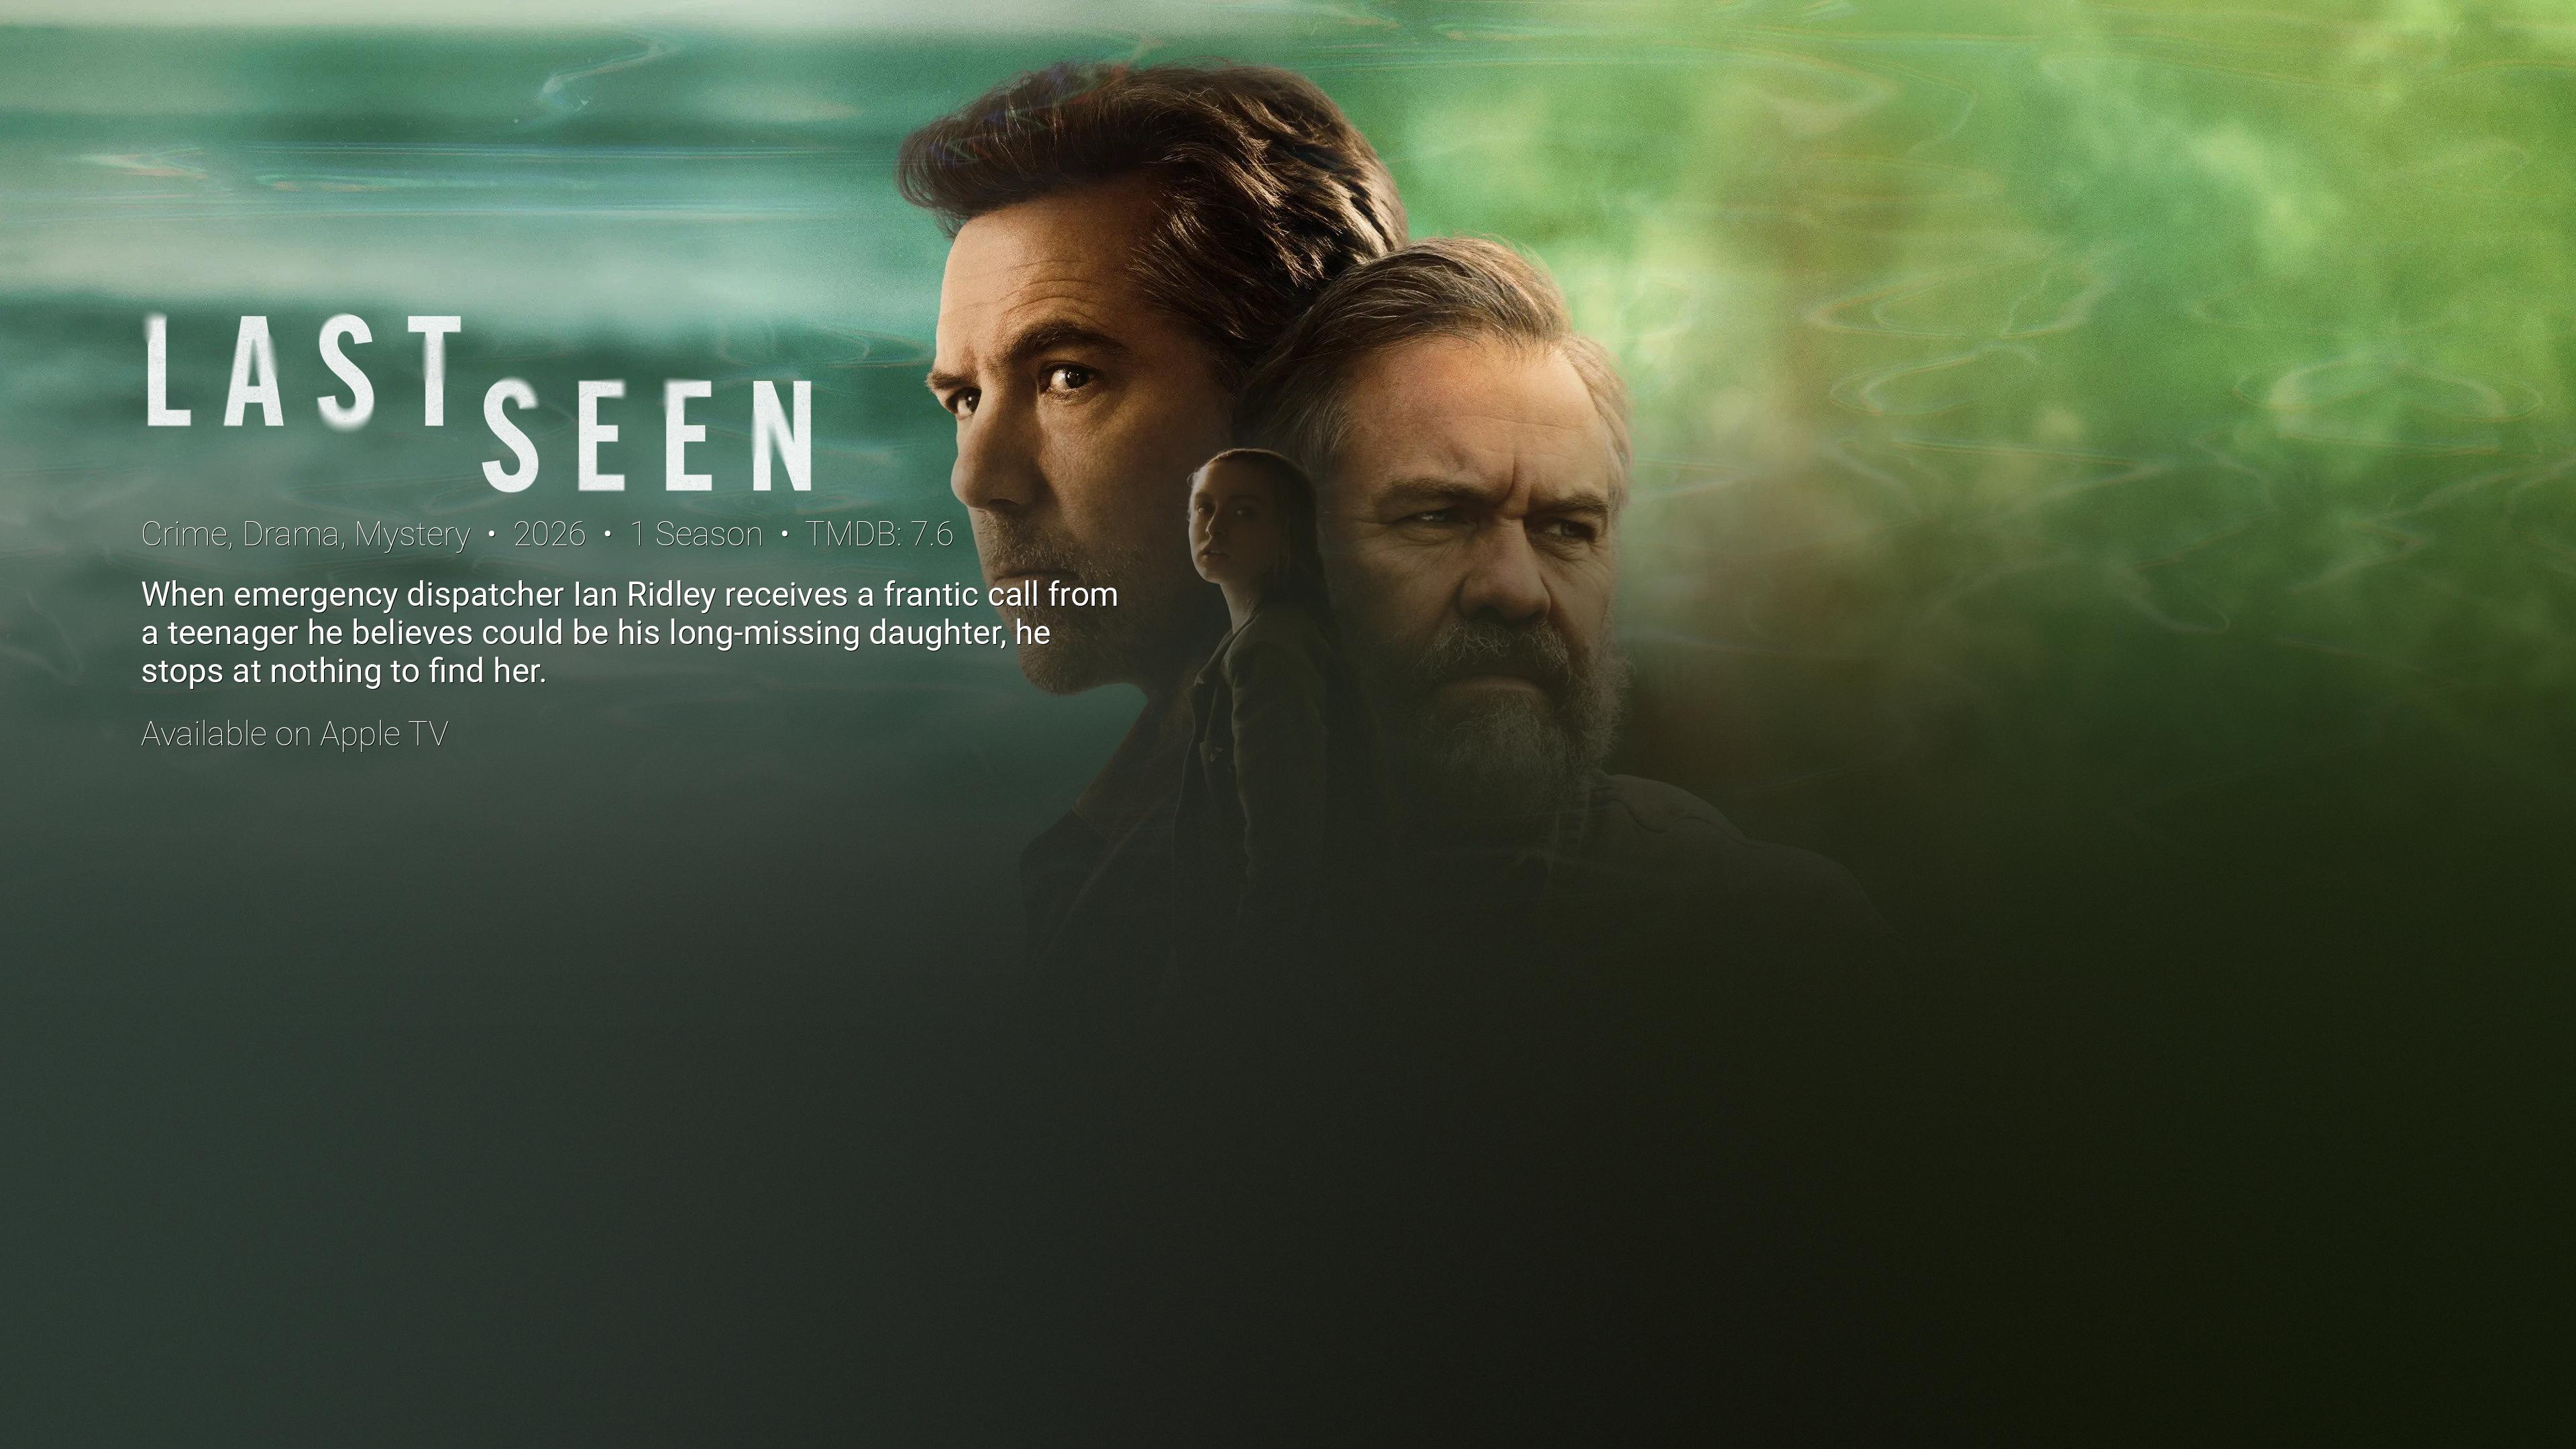 LAST SEEN
Crime, Drama, Mystery • 2026 • 1 Season • TMDB: 7.6
When emergency dispatcher Ian Ridley receives a frantic call from
a teenager he believes could be his long-missing daughter, he
stops at nothing to find her.
Available on Apple TV